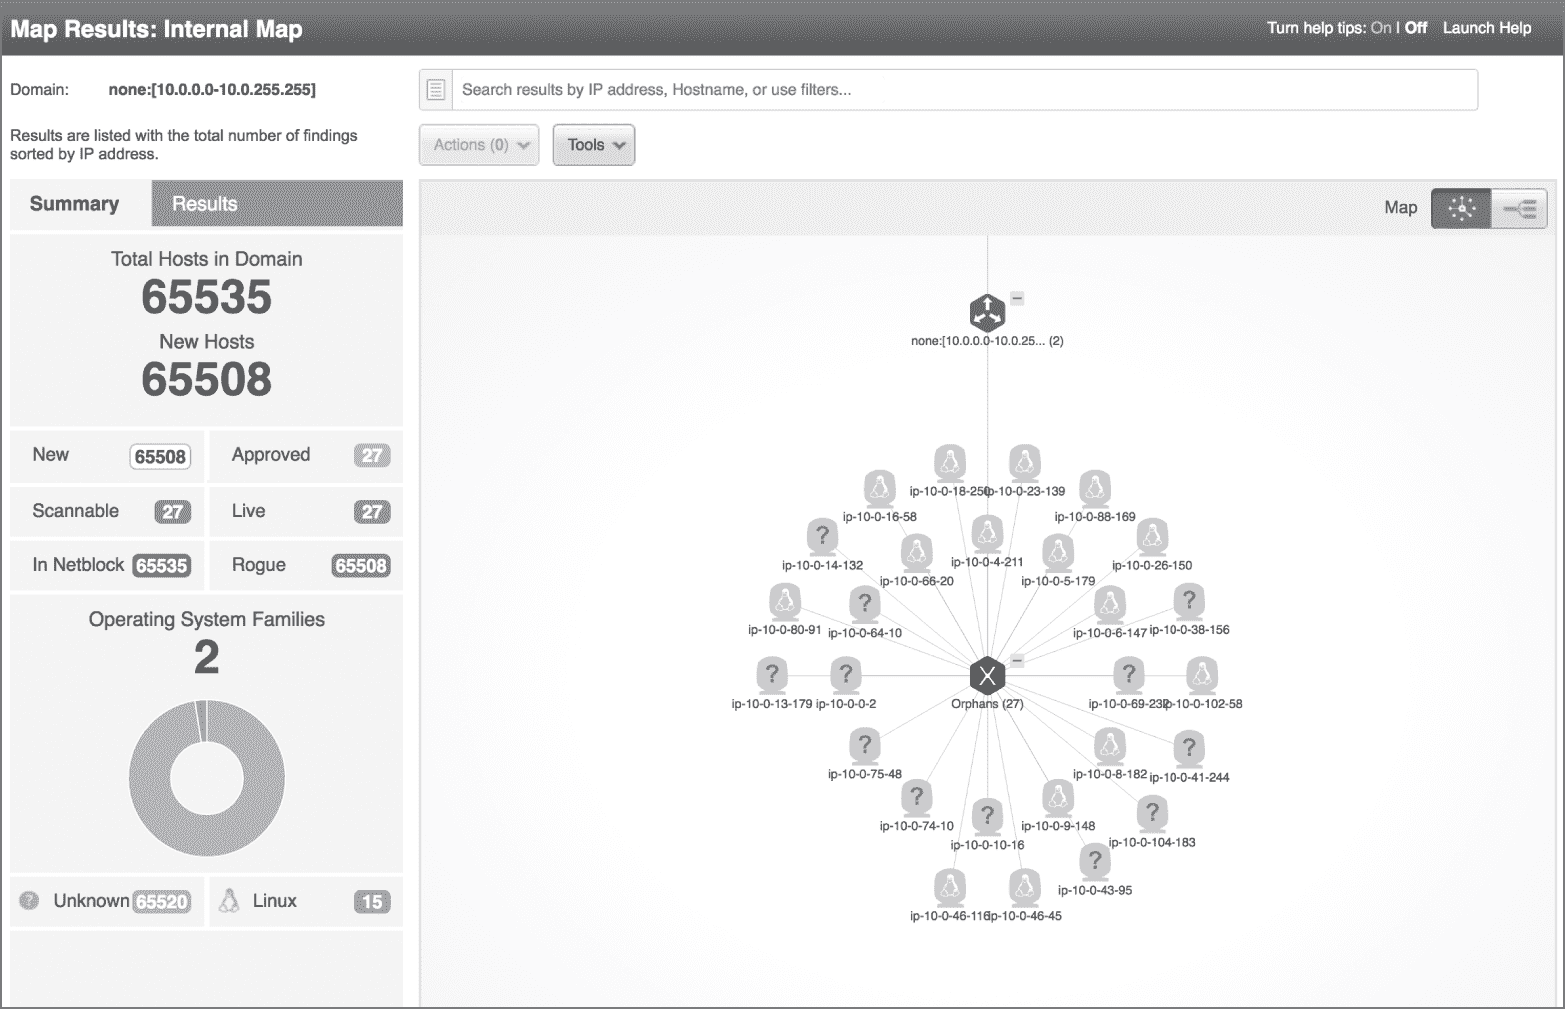 Map Results: Internal Map
Turn help tips: On | Off Launch Help
Domain: none:[10.0.0.0-10.0.255.255]
Search results by IP address, Hostname, or use filters...
Results are listed with the total number of findings
sorted by IP address.
Actions (0) Tools
Summary Results
Map
Total Hosts in Domain
65535
New Hosts
65508
New 65508 Approved 27
Scannable 27 Live 27
In Netblock 65535 Rogue 65508
Operating System Families
2
Unknown 65520 Linux 15
none:[10.0.0.0-10.0.25... (2)
ip-10-0-18-250 ip-10-0-23-139
ip-10-0-16-58 ip-10-0-88-169
ip-10-0-14-132 ip-10-0-4-211 ip-10-0-26-150
ip-10-0-66-20 ip-10-0-5-179
ip-10-0-80-91 ip-10-0-64-10 ip-10-0-6-147 ip-10-0-38-156
ip-10-0-13-179 ip-10-0-0-2 Orphans (27) ip-10-0-69-232 ip-10-0-102-58
ip-10-0-75-48 ip-10-0-8-182 ip-10-0-41-244
ip-10-0-74-10 ip-10-0-9-148
ip-10-0-10-16 ip-10-0-104-183
ip-10-0-43-95
ip-10-0-46-116 ip-10-0-46-45